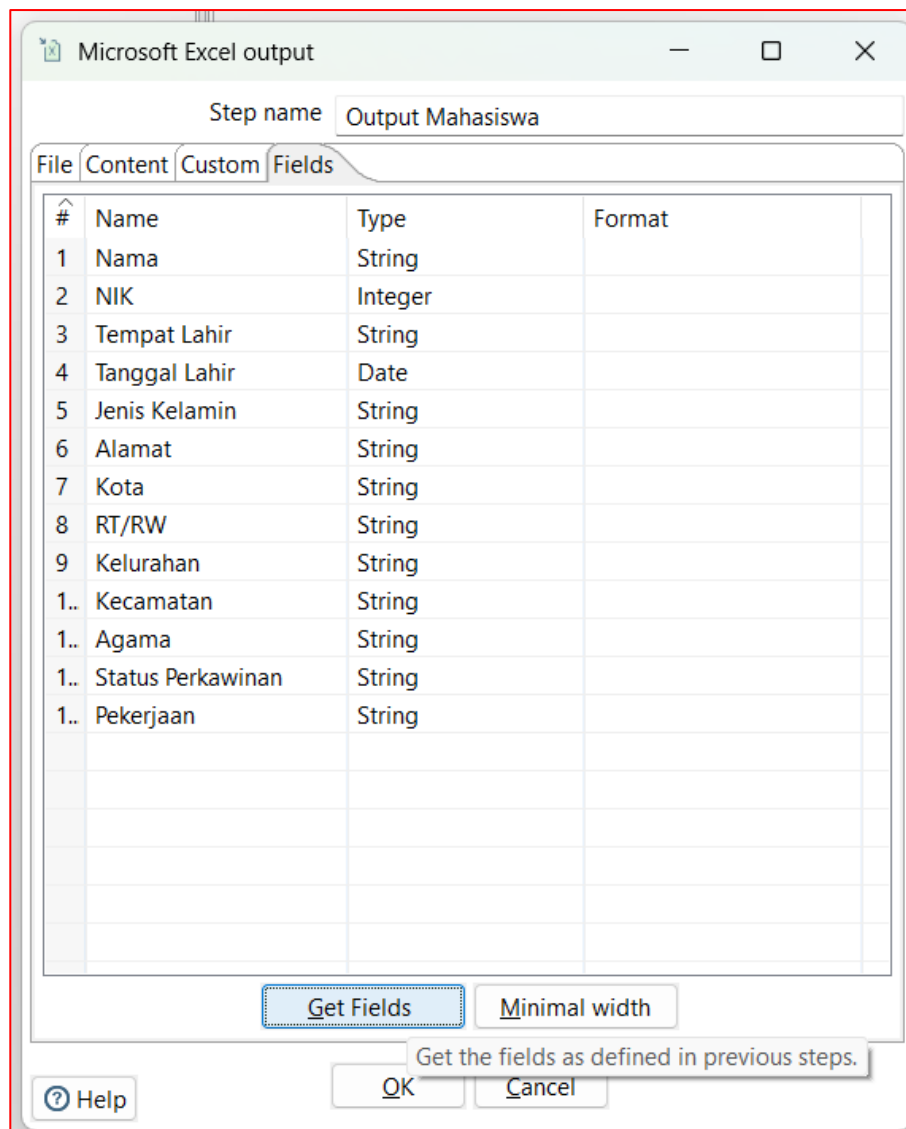 Microsoft Excel output
Step name Output Mahasiswa
File Content Custom Fields
# Name Type Format
1 Nama String
2 NIK Integer
3 Tempat Lahir String
4 Tanggal Lahir Date
5 Jenis Kelamin String
6 Alamat String
7 Kota String
8 RT/RW String
9 Kelurahan String
1.. Kecamatan String
1.. Agama String
1.. Status Perkawinan String
1.. Pekerjaan String
Get Fields Minimal width
Get the fields as defined in previous steps.
OK Cancel
Help